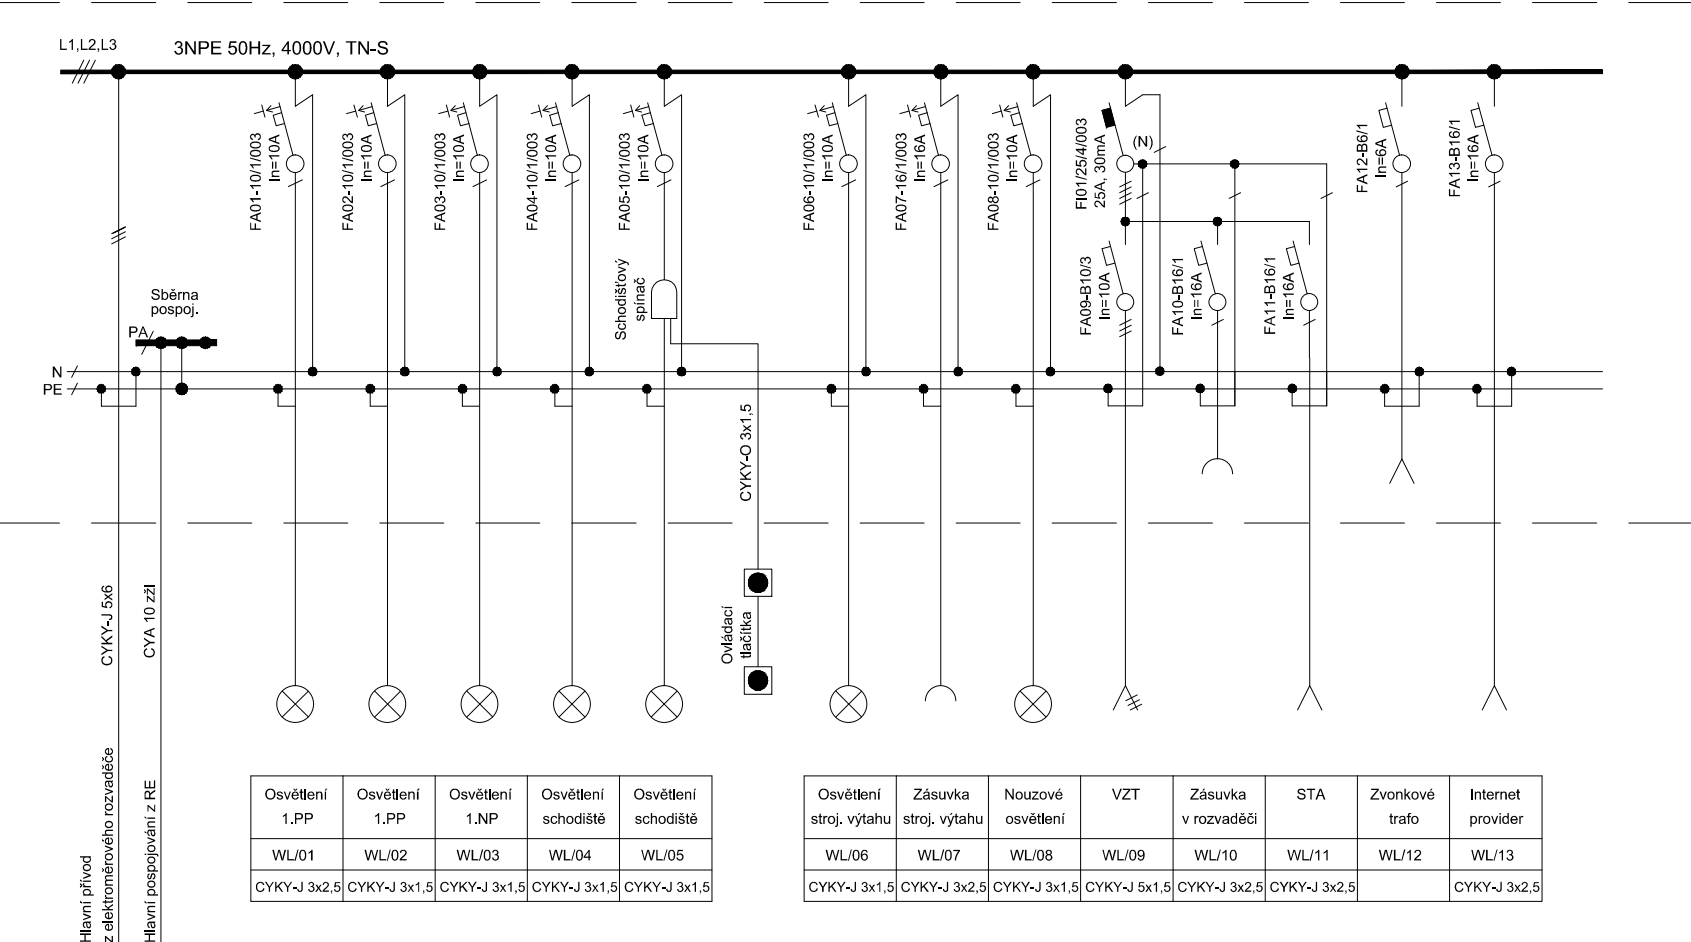 L1,L2,L3
3NPE 50Hz, 4000V, TN-S
FA01-10/1/003
In=10A
FA02-10/1/003
In=10A
FA03-10/1/003
In=10A
FA04-10/1/003
In=10A
FA05-10/1/003
In=10A
FA06-10/1/003
In=10A
FA07-16/1/003
In=16A
FA08-10/1/003
In=10A
FI01/25/4/003
25A, 30mA
(N)
FA12-B6/1
In=6A
FA13-B16/1
In=16A
FA09-B10/3
In=10A
FA10-B16/1
In=16A
FA11-B16/1
In=16A
Schodišťový
spínač
Sběrna
pospoj.
PA
N
PE
CYKY-O 3x1,5
CYKY-J 5x6
CYA 10 zžl
Ovládací
tlačítka
Hlavní přívod
z elektroměrového rozvaděče
Hlavní pospojování z RE
Osvětlení
1.PP
Osvětlení
1.PP
Osvětlení
1.NP
Osvětlení
schodiště
Osvětlení
schodiště
WL/01
WL/02
WL/03
WL/04
WL/05
CYKY-J 3x2,5
CYKY-J 3x1,5
CYKY-J 3x1,5
CYKY-J 3x1,5
CYKY-J 3x1,5
Osvětlení
stroj. výtahu
Zásuvka
stroj. výtahu
Nouzové
osvětlení
VZT
Zásuvka
v rozvaděči
STA
Zvonkové
trafo
Internet
provider
WL/06
WL/07
WL/08
WL/09
WL/10
WL/11
WL/12
WL/13
CYKY-J 3x1,5
CYKY-J 3x2,5
CYKY-J 3x1,5
CYKY-J 5x1,5
CYKY-J 3x2,5
CYKY-J 3x2,5
CYKY-J 3x2,5